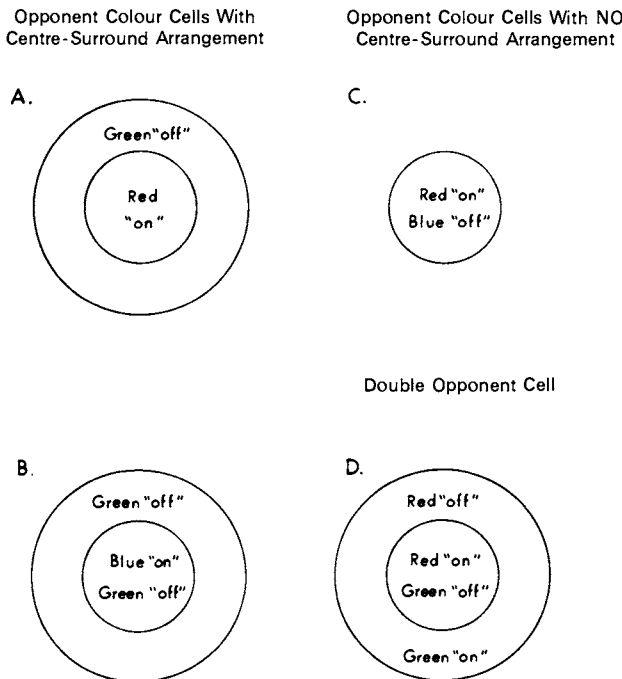 Opponent Colour Cells With
Centre-Surround Arrangement
Opponent Colour Cells With NO
Centre-Surround Arrangement
A.
Green "off"
Red
"on"
C.
Red "on"
Blue "off"
Double Opponent Cell
B.
Green "off"
Blue "on"
Green "off"
D.
Red "off"
Red "on"
Green "off"
Green "on"